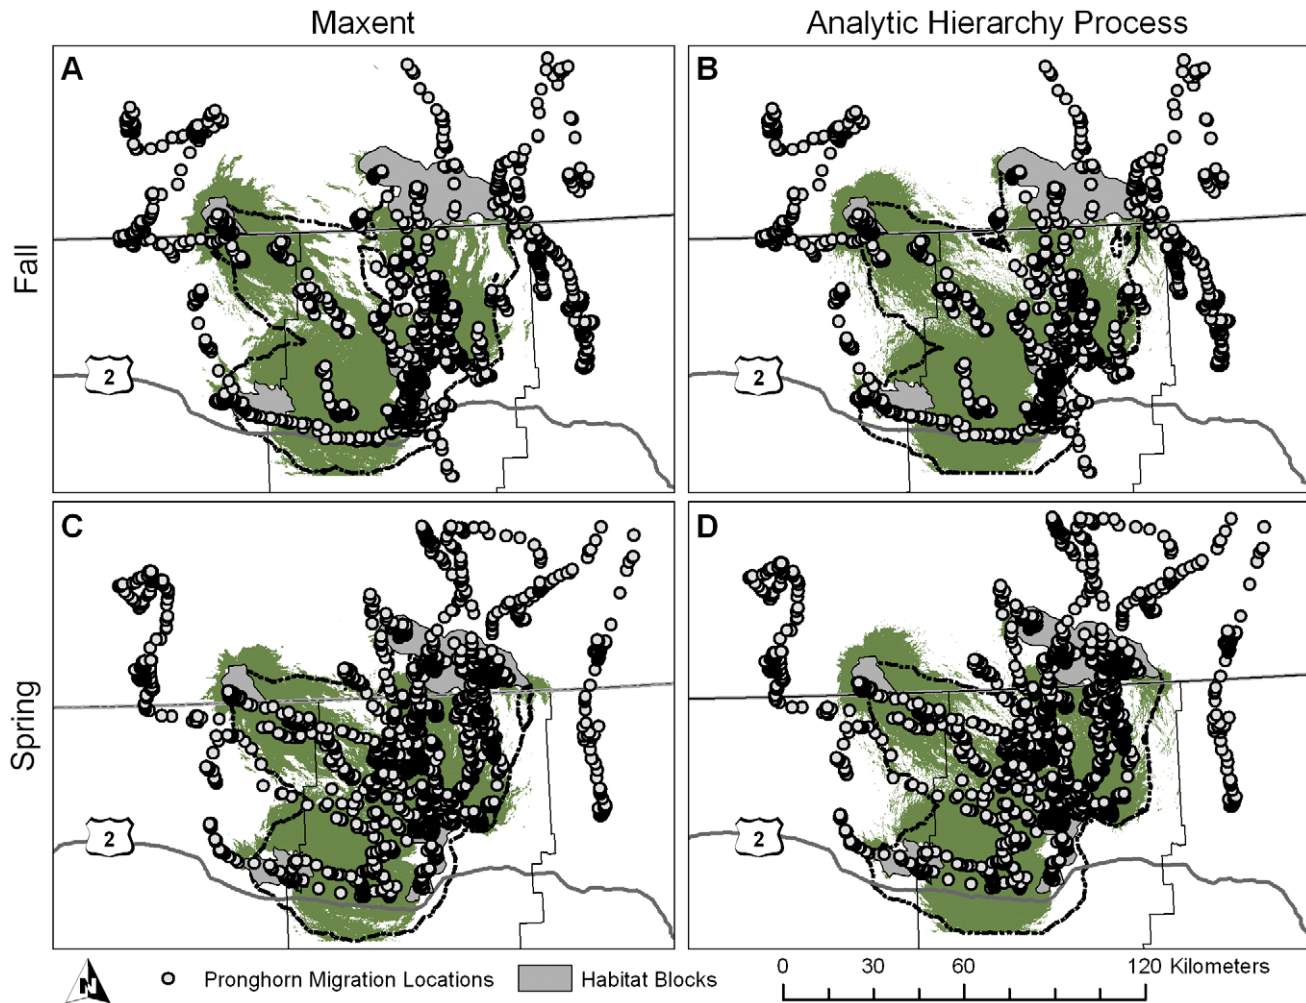 Maxent
Analytic Hierarchy Process
Fall
A
B
2
2
Spring
C
D
2
2
N
Pronghorn Migration Locations
Habitat Blocks
0 30 60 120 Kilometers